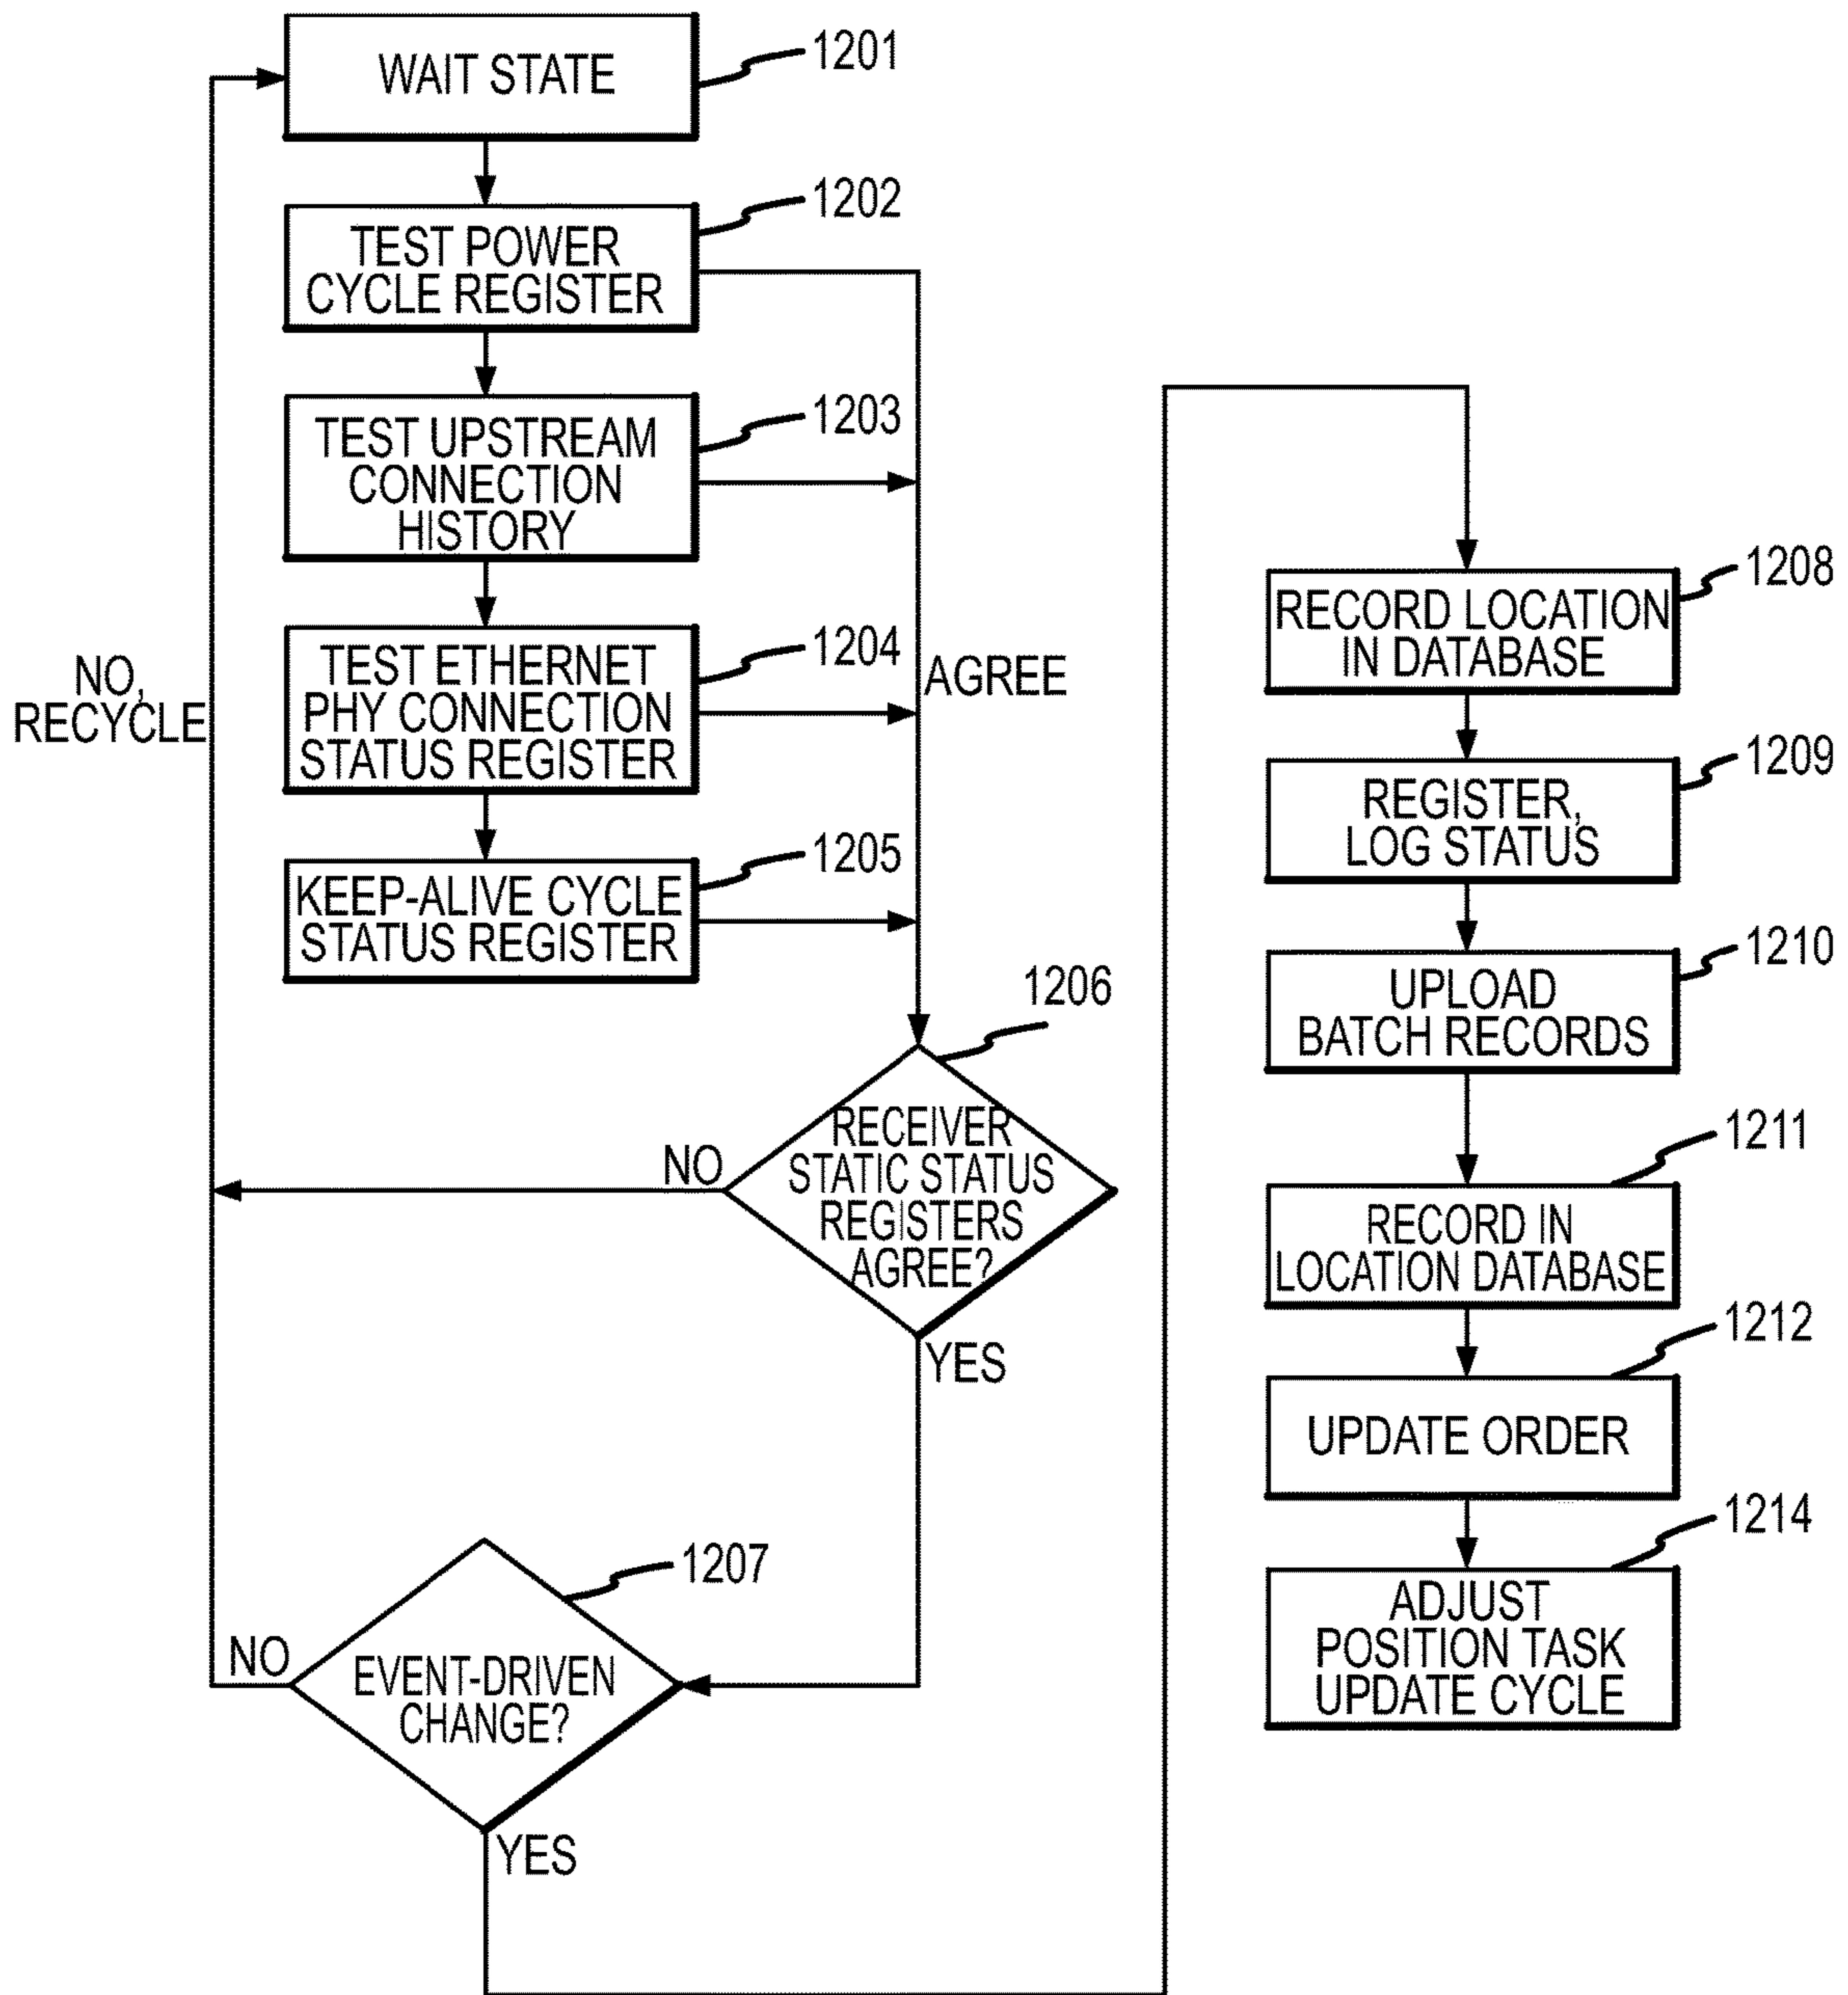 WAIT STATE
1201
TEST POWER
CYCLE REGISTER
1202
TEST UPSTREAM
CONNECTION
HISTORY
1203
TEST ETHERNET
PHY CONNECTION
STATUS REGISTER
1204
KEEP-ALIVE CYCLE
STATUS REGISTER
1205
NO,
RECYCLE
AGREE
1206
RECEIVER
STATIC STATUS
REGISTERS
AGREE?
NO
YES
1207
EVENT-DRIVEN
CHANGE?
NO
YES
1208
RECORD LOCATION
IN DATABASE
1209
REGISTER,
LOG STATUS
1210
UPLOAD
BATCH RECORDS
1211
RECORD IN
LOCATION DATABASE
1212
UPDATE ORDER
1214
ADJUST
POSITION TASK
UPDATE CYCLE